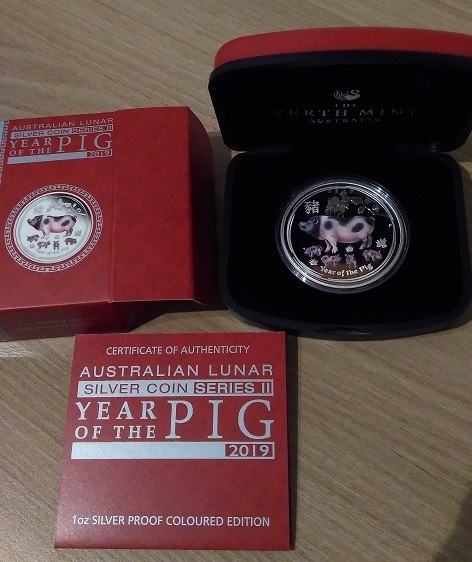 AUSTRALIAN LUNAR
SILVER COIN SERIES II
YEAR
OF THE PIG
2019
THE
PERTH MINT
AUSTRALIA
豬
Year of the Pig
CERTIFICATE OF AUTHENTICITY
AUSTRALIAN LUNAR
SILVER COIN SERIES II
YEAR
OF THE PIG
2019
1oz SILVER PROOF COLOURED EDITION